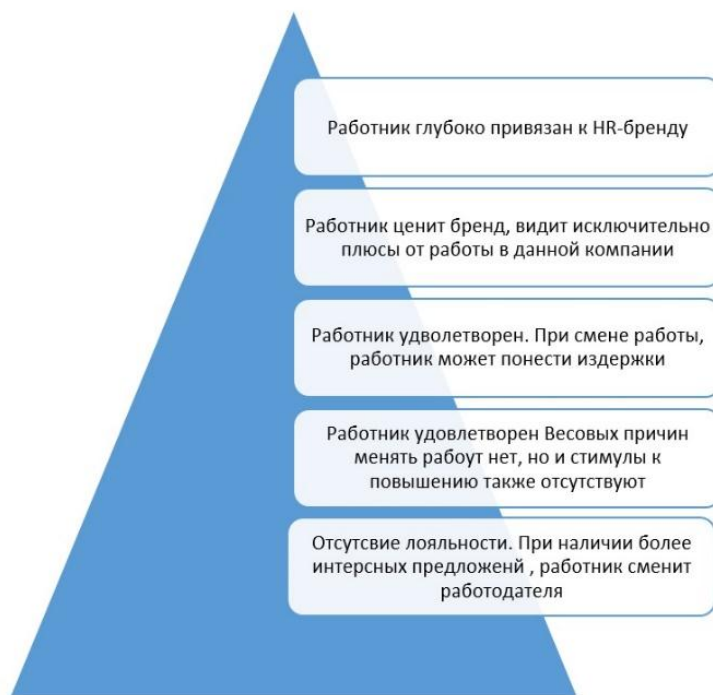 Работник глубоко привязан к HR-бренду
Работник ценит бренд, видит исключительно
плюсы от работы в данной компании
Работник удволетворен. При смене работы,
работник может понести издержки
Работник удовлетворен Весовых причин
менять рабоут нет, но и стимулы к
повышению также отсутствуют
Отсутсвие лояльности. При наличии более
интерсных предложенй , работник сменит
работодателя